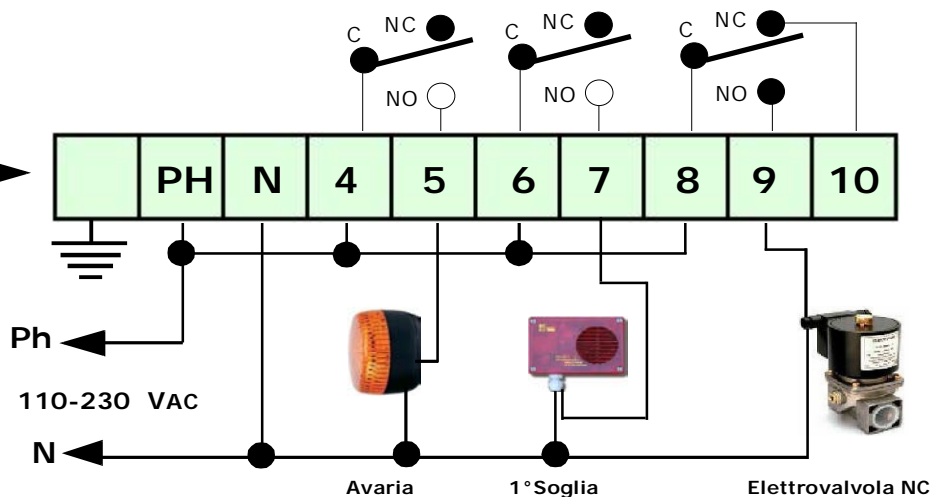 C NC C NC C NC
NO NO NO
PH N 4 5 6 7 8 9 10
Ph
110-230 VAC
N
Avaria 1°Soglia Elettrovalvola NC